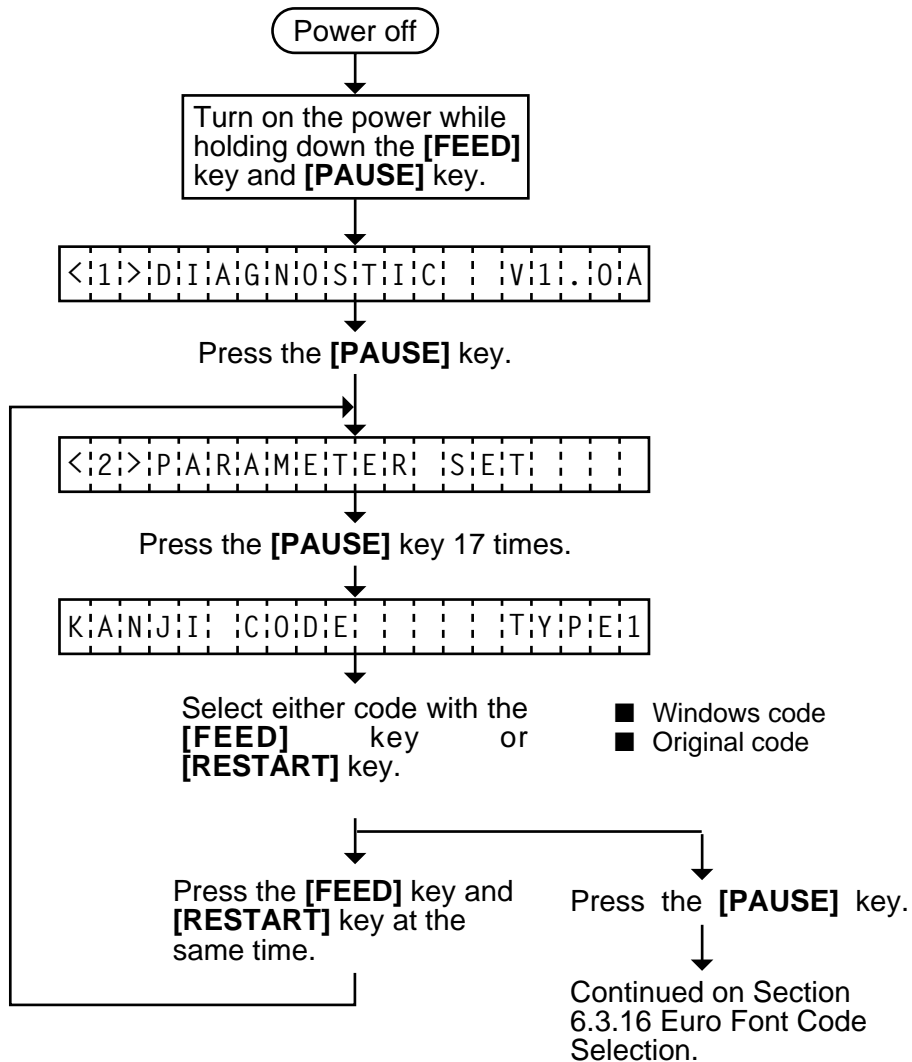 Power off
Turn on the power while
holding down the [FEED]
key and [PAUSE] key.
<1>DIAGNOSTIC  V1.0A
Press the [PAUSE] key.
<2>PARAMETER SET
Press the [PAUSE] key 17 times.
KANJI CODE     TYPE1
Select either code with the
[FEED] key or
[RESTART] key.
■ Windows code
■ Original code
Press the [FEED] key and
[RESTART] key at the
same time.
Press the [PAUSE] key.
Continued on Section
6.3.16 Euro Font Code
Selection.